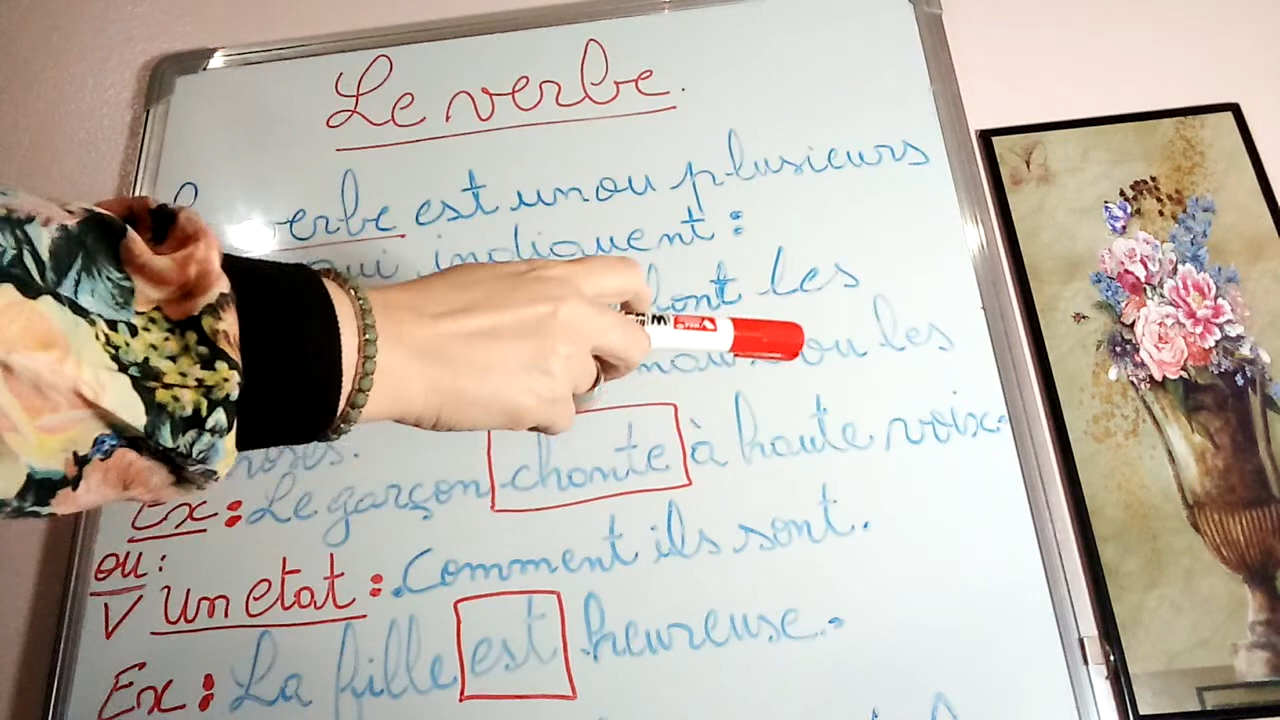 Le verbe.
verbe est un ou plusieurs
qui indiquent :
font les
ou les
Ex : Le garçon chante à haute voix.
ou :
V Un etat : Comment ils sont.
Ex : La fille est heureuse.